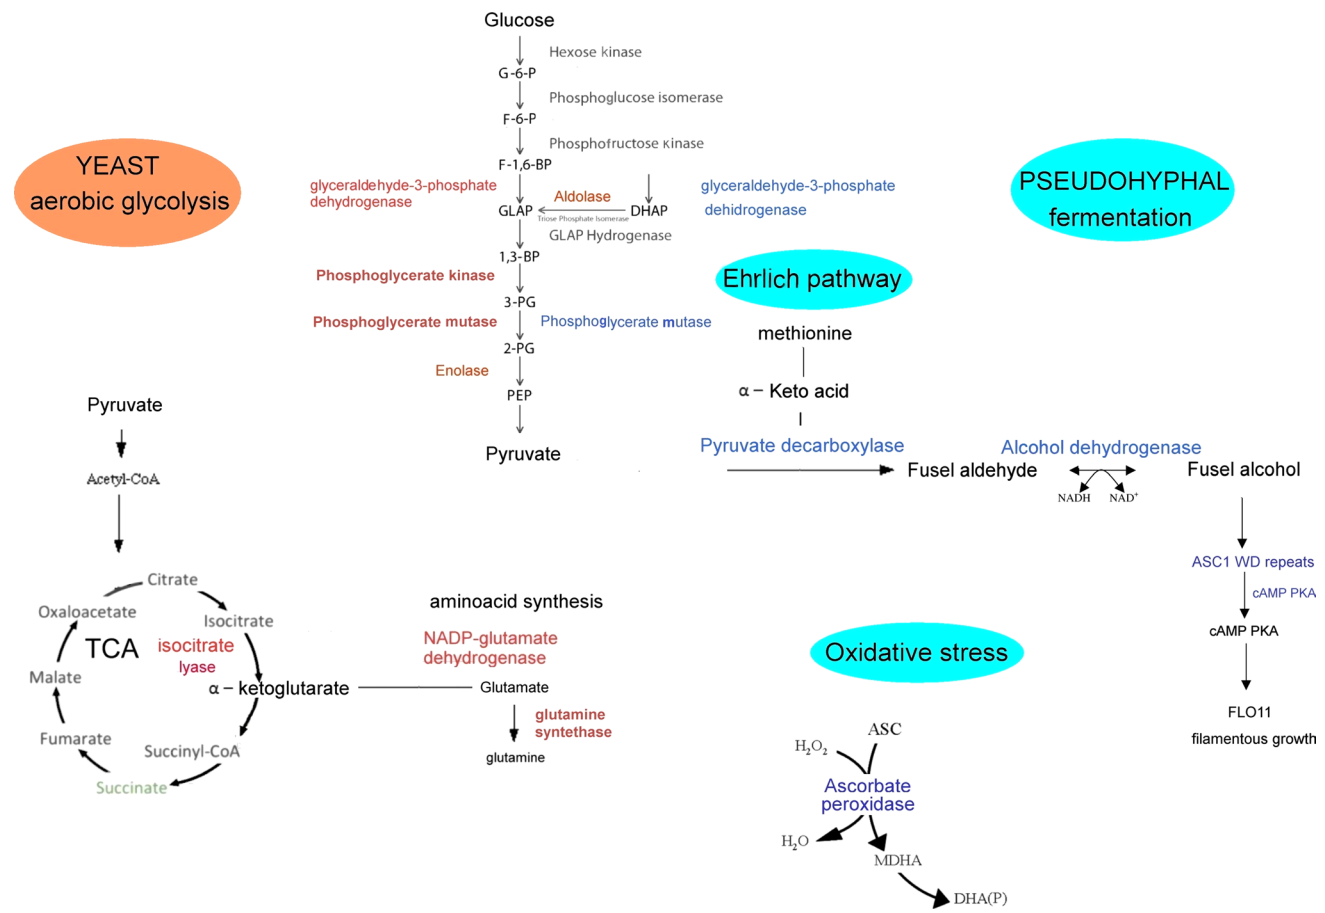 Glucose
Hexose kinase
G-6-P
Phosphoglucose isomerase
F-6-P
Phosphofructose kinase
F-1,6-BP
YEAST
aerobic glycolysis
PSEUDOHYPHAL
fermentation
glyceraldehyde-3-phosphate
dehydrogenase
Aldolase
GLAP
DHAP
Triose Phosphate Isomerase
GLAP Hydrogenase
glyceraldehyde-3-phosphate
dehidrogenase
1,3-BP
Phosphoglycerate kinase
3-PG
Phosphoglycerate mutase
Phosphoglycerate mutase
2-PG
Enolase
PEP
Pyruvate
Ehrlich pathway
methionine
α – Keto acid
Pyruvate decarboxylase
Fusel aldehyde
Alcohol dehydrogenase
NADH
NAD+
Fusel alcohol
ASC1 WD repeats
cAMP PKA
cAMP PKA
FLO11
filamentous growth
Pyruvate
Acetyl-CoA
Citrate
Oxaloacetate
Isocitrate
TCA
isocitrate
lyase
Malate
α – ketoglutarate
Fumarate
Succinyl-CoA
Succinate
aminoacid synthesis
NADP-glutamate
dehydrogenase
Glutamate
glutamine
syntethase
glutamine
Oxidative stress
ASC
H2O2
Ascorbate
peroxidase
H2O
MDHA
DHA(P)